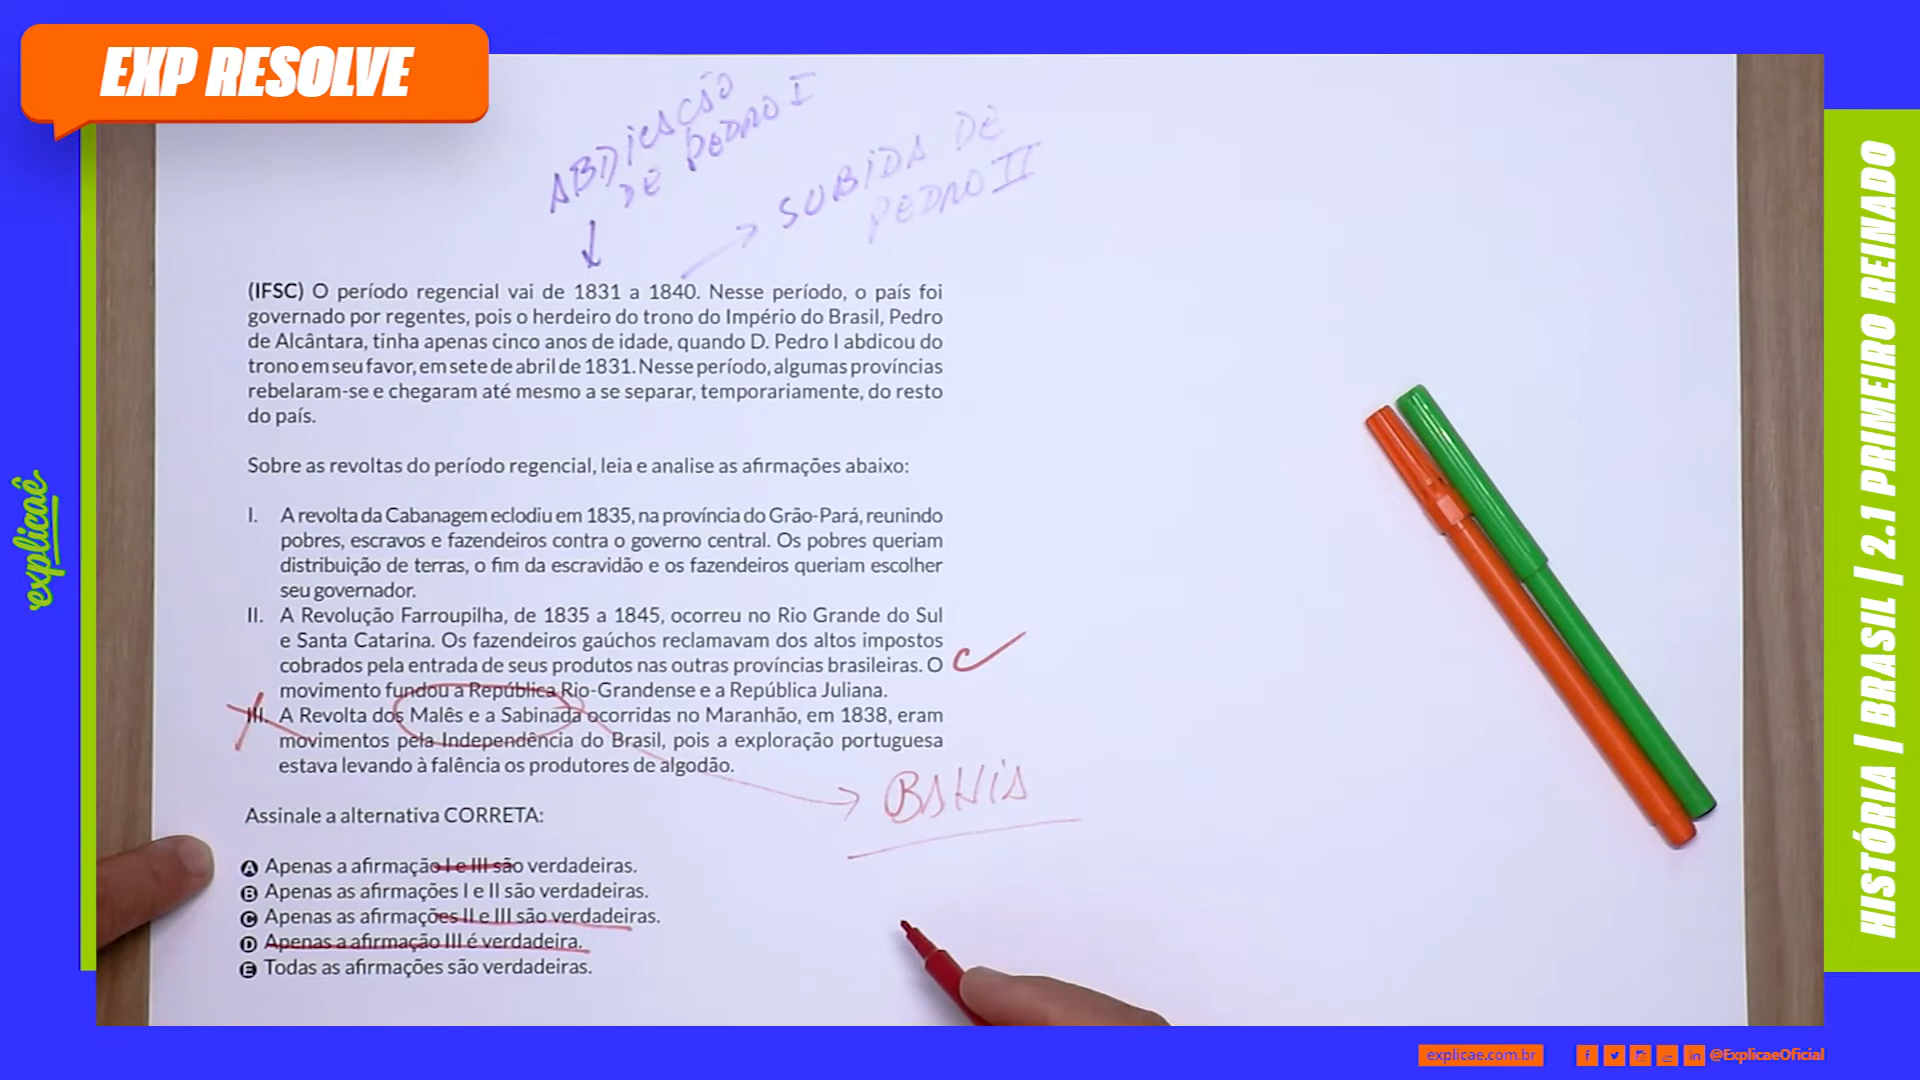 EXP RESOLVE
ABDICAÇÃO
DE PEDRO I
SUBIDA DE
PEDRO II
(IFSC) O período regencial vai de 1831 a 1840. Nesse período, o país foi
governado por regentes, pois o herdeiro do trono do Império do Brasil, Pedro
de Alcântara, tinha apenas cinco anos de idade, quando D. Pedro I abdicou do
trono em seu favor, em sete de abril de 1831. Nesse período, algumas províncias
rebelaram-se e chegaram até mesmo a se separar, temporariamente, do resto
do país.
Sobre as revoltas do período regencial, leia e analise as afirmações abaixo:
I. A revolta da Cabanagem eclodiu em 1835, na província do Grão-Pará, reunindo
pobres, escravos e fazendeiros contra o governo central. Os pobres queriam
distribuição de terras, o fim da escravidão e os fazendeiros queriam escolher
seu governador.
II. A Revolução Farroupilha, de 1835 a 1845, ocorreu no Rio Grande do Sul
e Santa Catarina. Os fazendeiros gaúchos reclamavam dos altos impostos
cobrados pela entrada de seus produtos nas outras províncias brasileiras. O
movimento fundou a República Rio-Grandense e a República Juliana.
III. A Revolta dos Malês e a Sabinada ocorridas no Maranhão, em 1838, eram
movimentos pela Independência do Brasil, pois a exploração portuguesa
estava levando à falência os produtores de algodão.
BAHIA
Assinale a alternativa CORRETA:
A Apenas a afirmação I e III são verdadeiras.
B Apenas as afirmações I e II são verdadeiras.
C Apenas as afirmações II e III são verdadeiras.
D Apenas a afirmação III é verdadeira.
E Todas as afirmações são verdadeiras.
explicaê
HISTÓRIA | BRASIL | 2.1 PRIMEIRO REINADO
explicae.com.br
@ExplicaeOficial